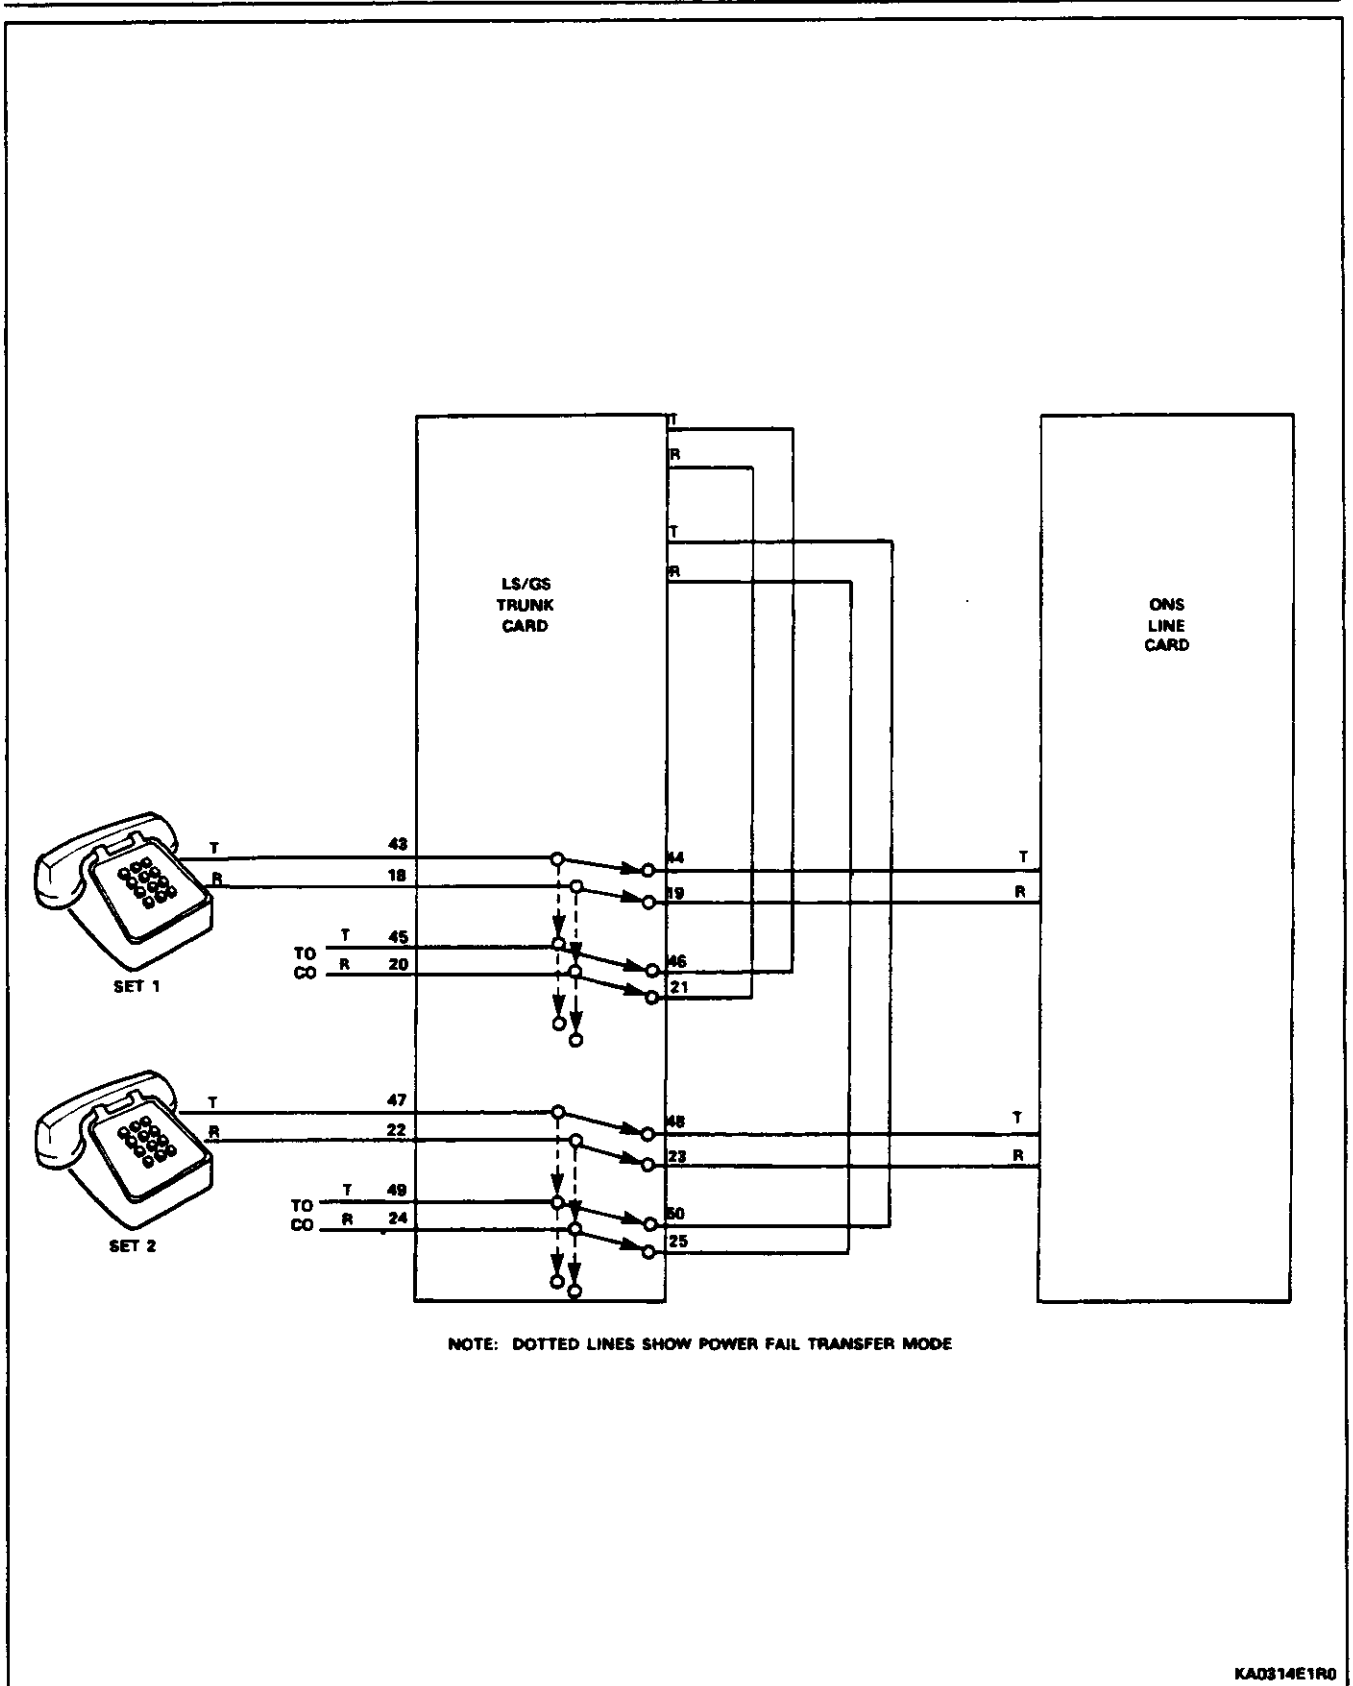 T
R
T
R
LS/GS
TRUNK
CARD
ONS
LINE
CARD
T 43 44 T
R 18 19 R
T 45 46
TO
CO R 20 21
SET 1
T 47 48 T
R 22 23 R
T 49 50
TO
CO R 24 25
SET 2
NOTE: DOTTED LINES SHOW POWER FAIL TRANSFER MODE
KA0314E1R0